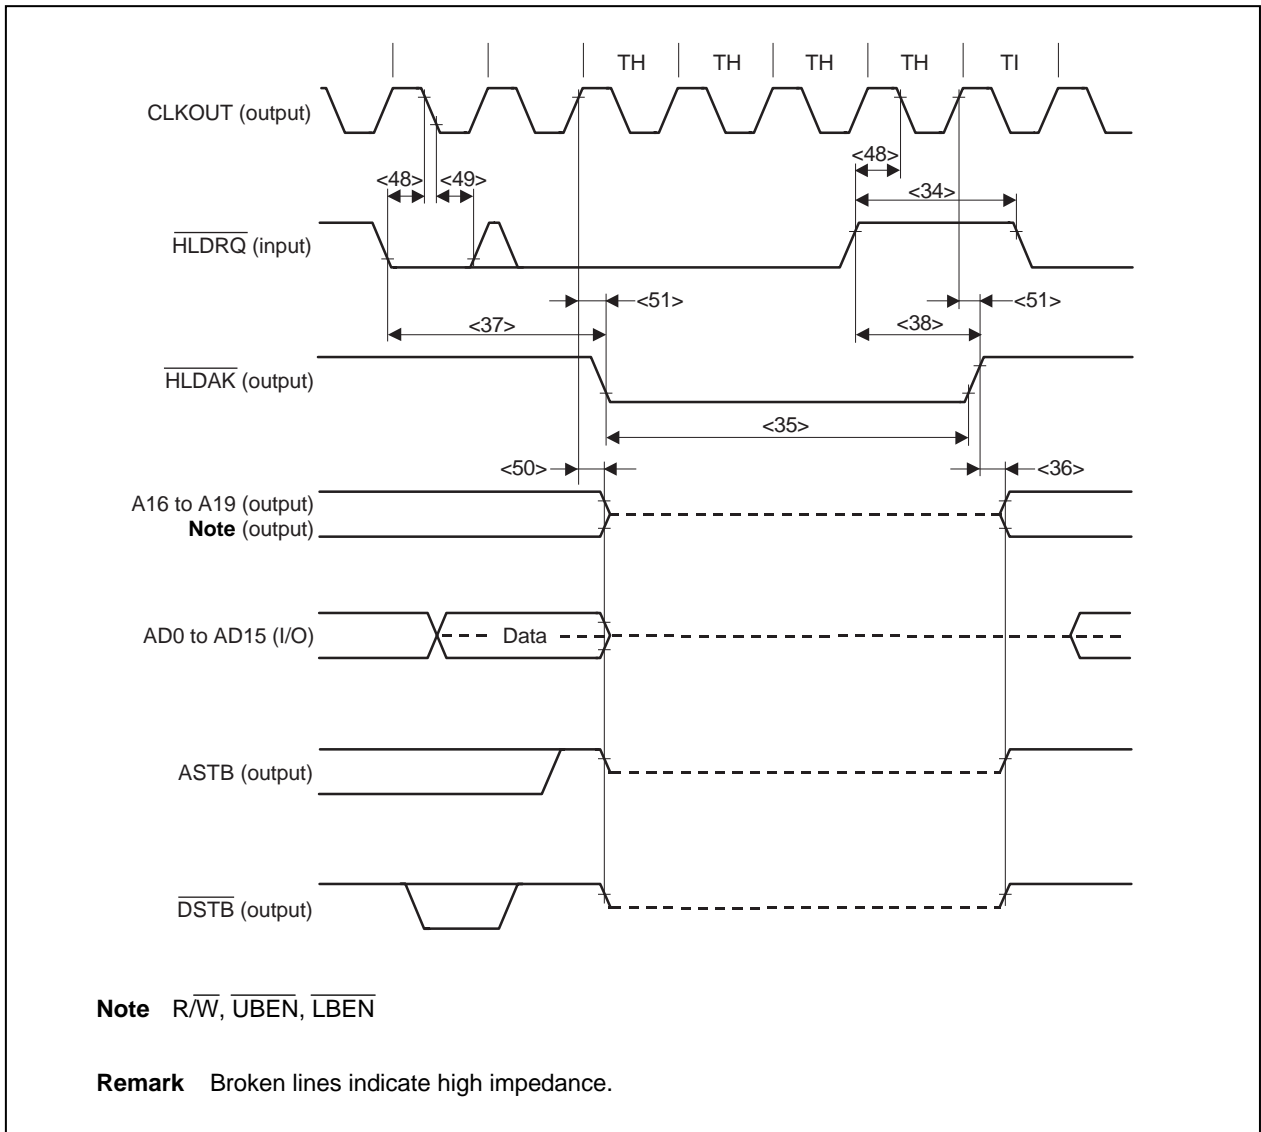 TH TH TH TH TI
CLKOUT (output)
<48>
<48> <49>
<34>
HLDRQ (input)
<51> <51>
<37> <38>
HLDAK (output)
<35>
<50> <36>
A16 to A19 (output)
Note (output)
AD0 to AD15 (I/O) Data
ASTB (output)
DSTB (output)
Note R/W, UBEN, LBEN
Remark Broken lines indicate high impedance.